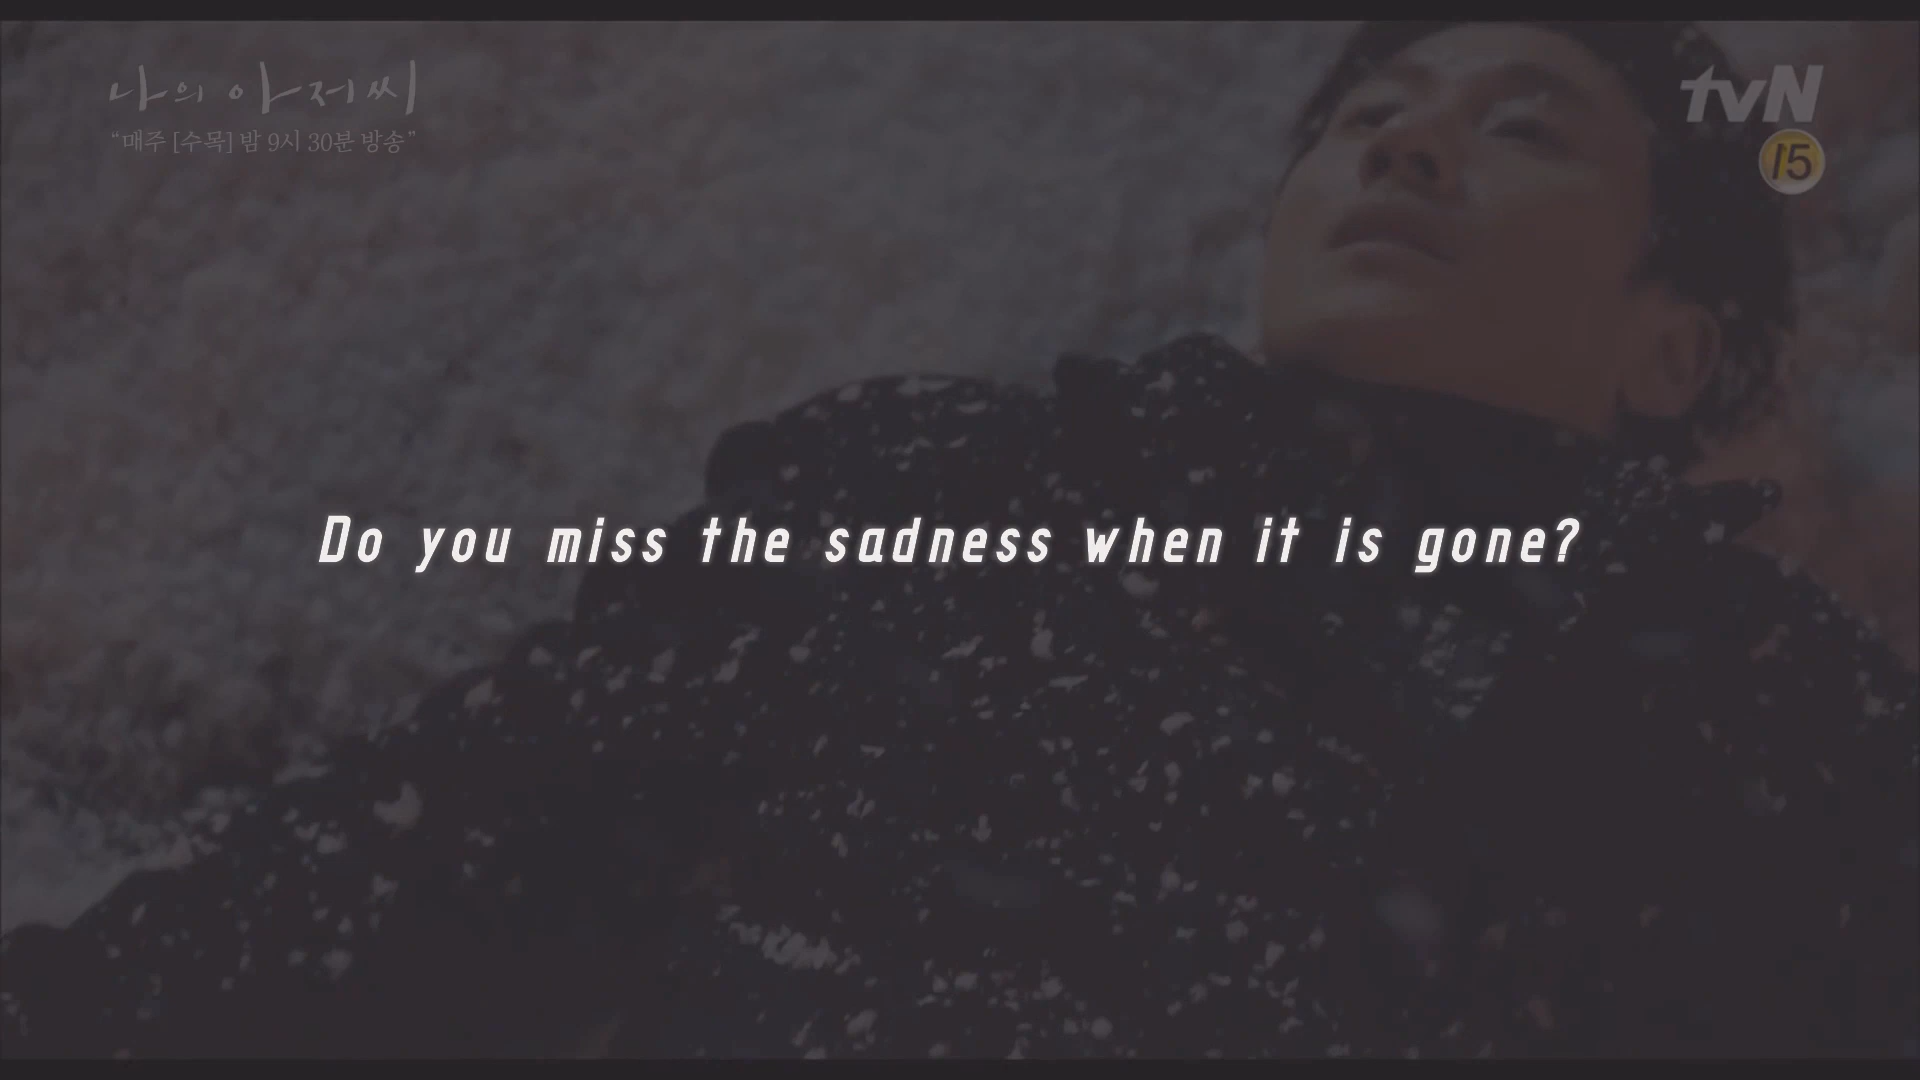 나의 아저씨
tvN
"매주 [수목] 밤 9시 30분 방송"
15
Do you miss the sadness when it is gone?